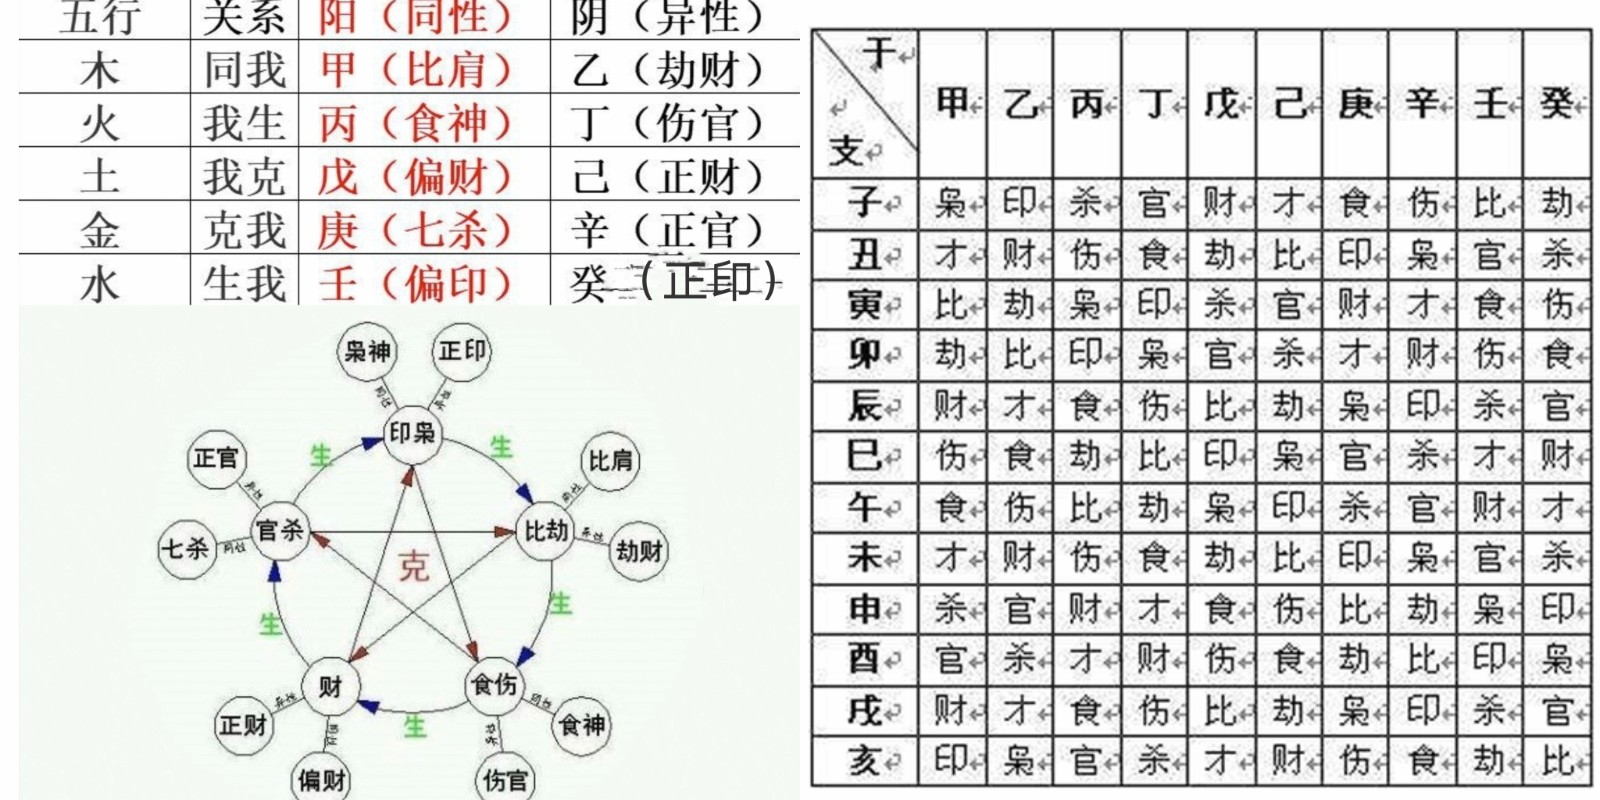 五行 关系 阳（同性） 阴（异性）
木 同我 甲（比肩） 乙（劫财）
火 我生 丙（食神） 丁（伤官）
土 我克 戊（偏财） 己（正财）
金 克我 庚（七杀） 辛（正官）
水 生我 壬（偏印） 癸（正印）
枭神 正印
同性 异性
印枭
生 生
正官 比肩
异性 同性
官杀 比劫
七杀 同性 异性 劫财
克
生 生
财 食伤
异性 同性
正财 生 食神
同性 异性
偏财 伤官
干
支 甲 乙 丙 丁 戊 己 庚 辛 壬 癸
子 枭 印 杀 官 财 才 食 伤 比 劫
丑 才 财 伤 食 劫 比 印 枭 官 杀
寅 比 劫 枭 印 杀 官 财 才 食 伤
卯 劫 比 印 枭 官 杀 才 财 伤 食
辰 财 才 食 伤 比 劫 枭 印 杀 官
巳 伤 食 劫 比 印 枭 官 杀 才 财
午 食 伤 比 劫 枭 印 杀 官 财 才
未 才 财 伤 食 劫 比 印 枭 官 杀
申 杀 官 财 才 食 伤 比 劫 枭 印
酉 官 杀 才 财 伤 食 劫 比 印 枭
戌 财 才 食 伤 比 劫 枭 印 杀 官
亥 印 枭 官 杀 才 财 伤 食 劫 比